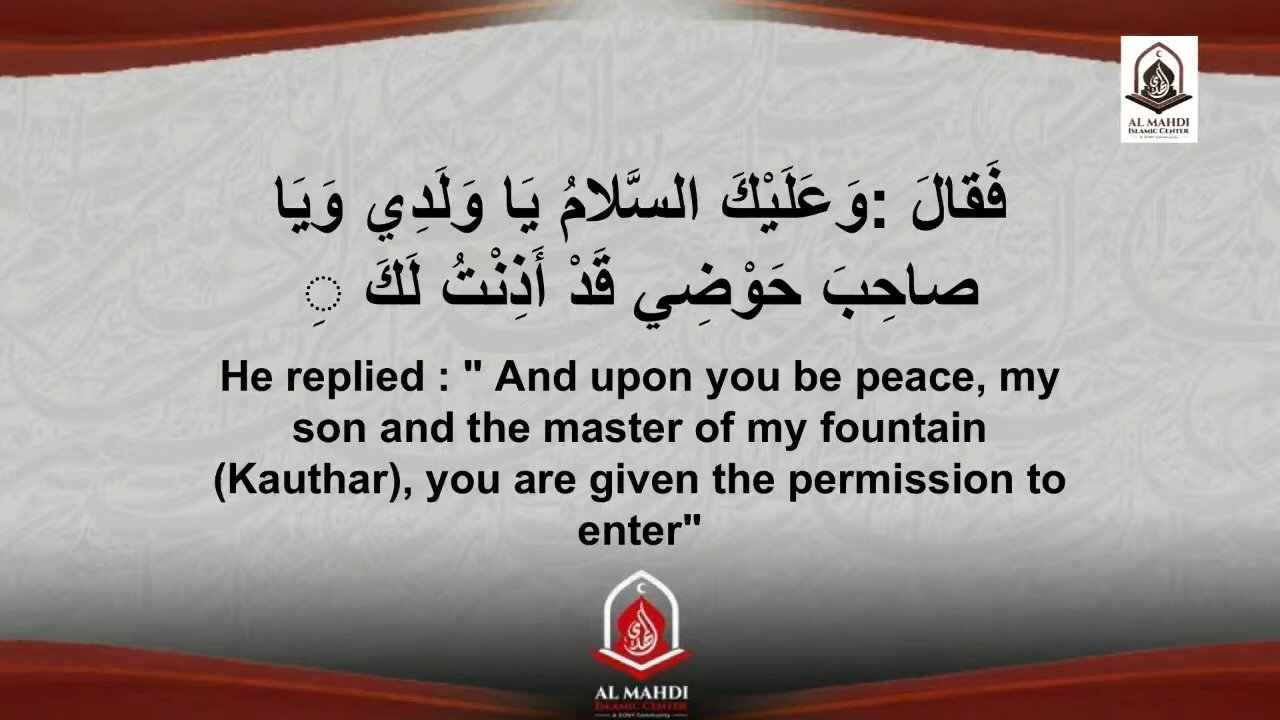 AL MAHDI
ISLAMIC CENTER
فَقالَ :وَعَلَيْكَ السَّلامُ يَا وَلَدِي وَيَا
صاحِبَ حَوْضِي قَدْ أَذِنْتُ لَكَ ِ
He replied : " And upon you be peace, my
son and the master of my fountain
(Kauthar), you are given the permission to
enter"
AL MAHDI
ISLAMIC CENTER